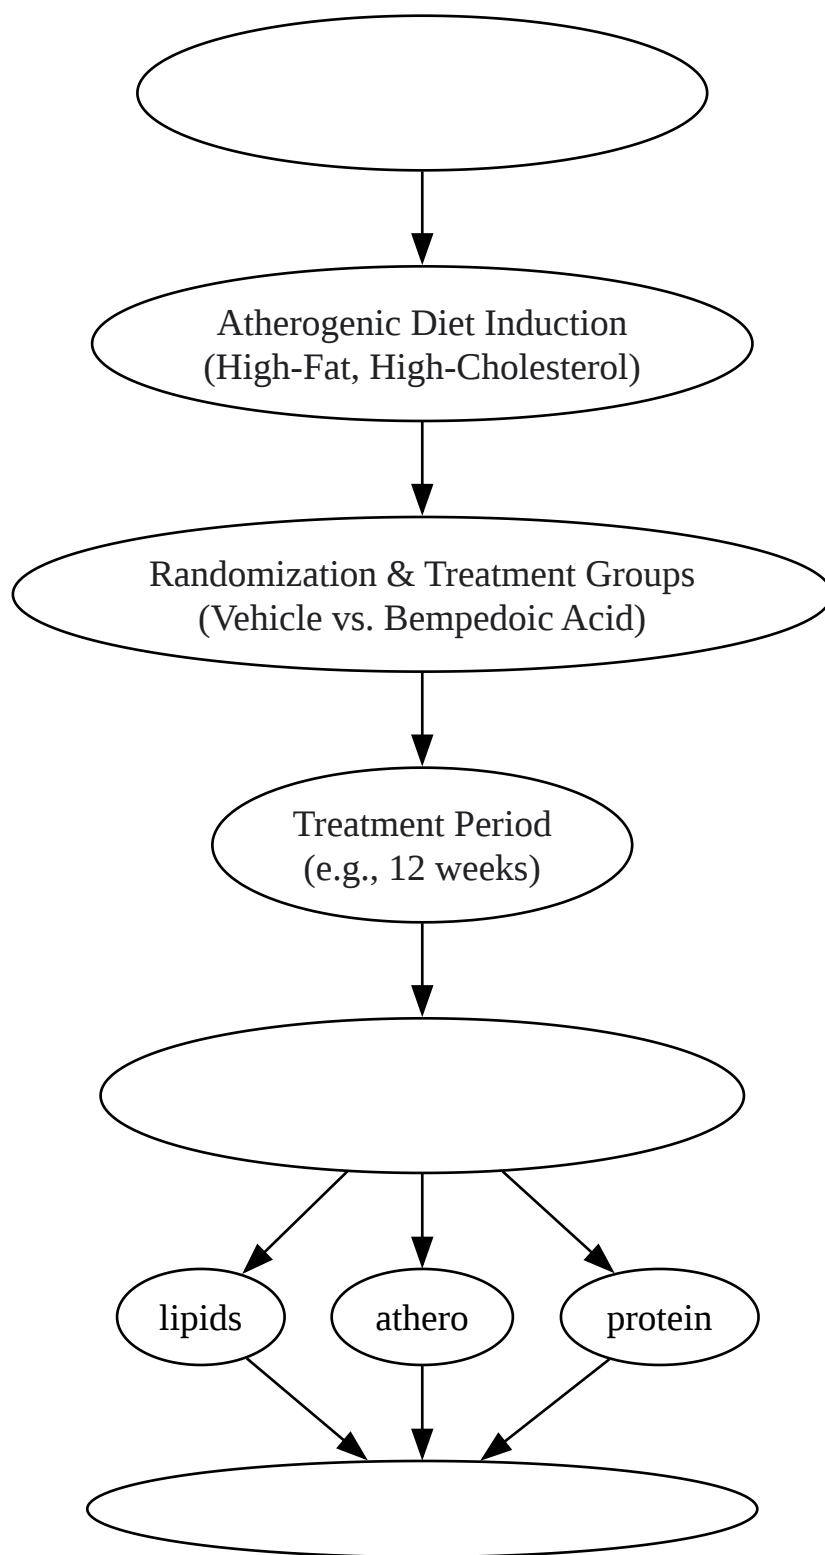 Atherogenic Diet Induction
(High-Fat, High-Cholesterol)
Randomization & Treatment Groups
(Vehicle vs. Bempedoic Acid)
Treatment Period
(e.g., 12 weeks)
lipids
athero
protein